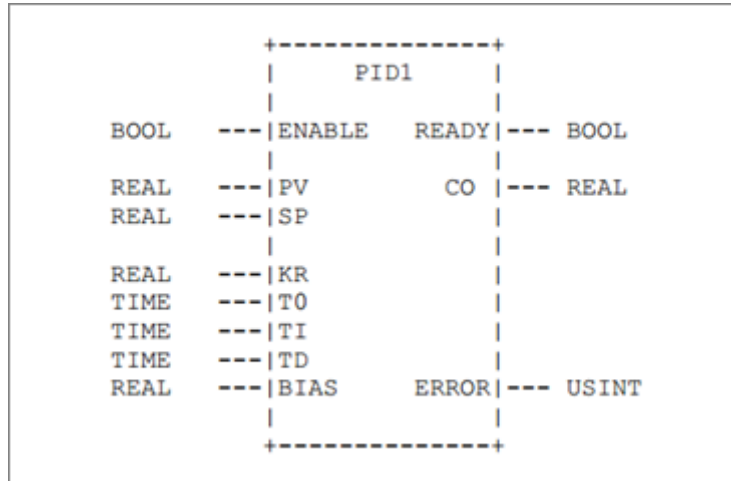 +--------------+
| PID1 |
| |
BOOL ---|ENABLE READY|--- BOOL
| |
REAL ---|PV CO |--- REAL
REAL ---|SP |
| |
REAL ---|KR |
TIME ---|T0 |
TIME ---|TI |
TIME ---|TD |
REAL ---|BIAS ERROR|--- USINT
| |
+--------------+